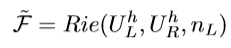 $\tilde{\mathcal{F}} = Rie(U_L^h, U_R^h, n_L)$